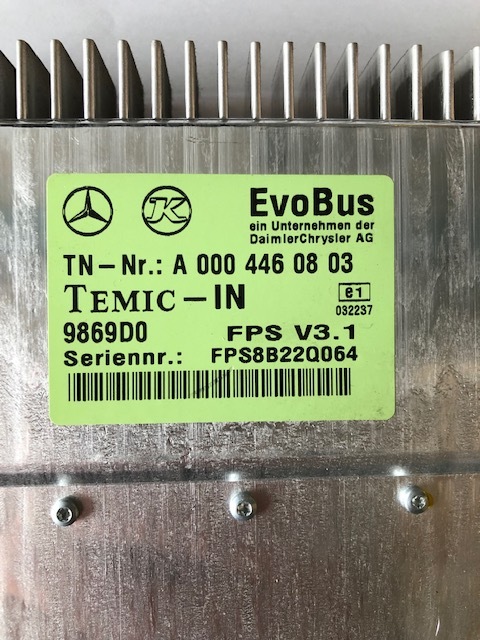 K
EvoBus
ein Unternehmen der
DaimlerChrysler AG
TN-Nr.: A 000 446 08 03
TEMIC-IN
e1
032237
9869D0 FPS V3.1
Seriennr.: FPS8B22Q064